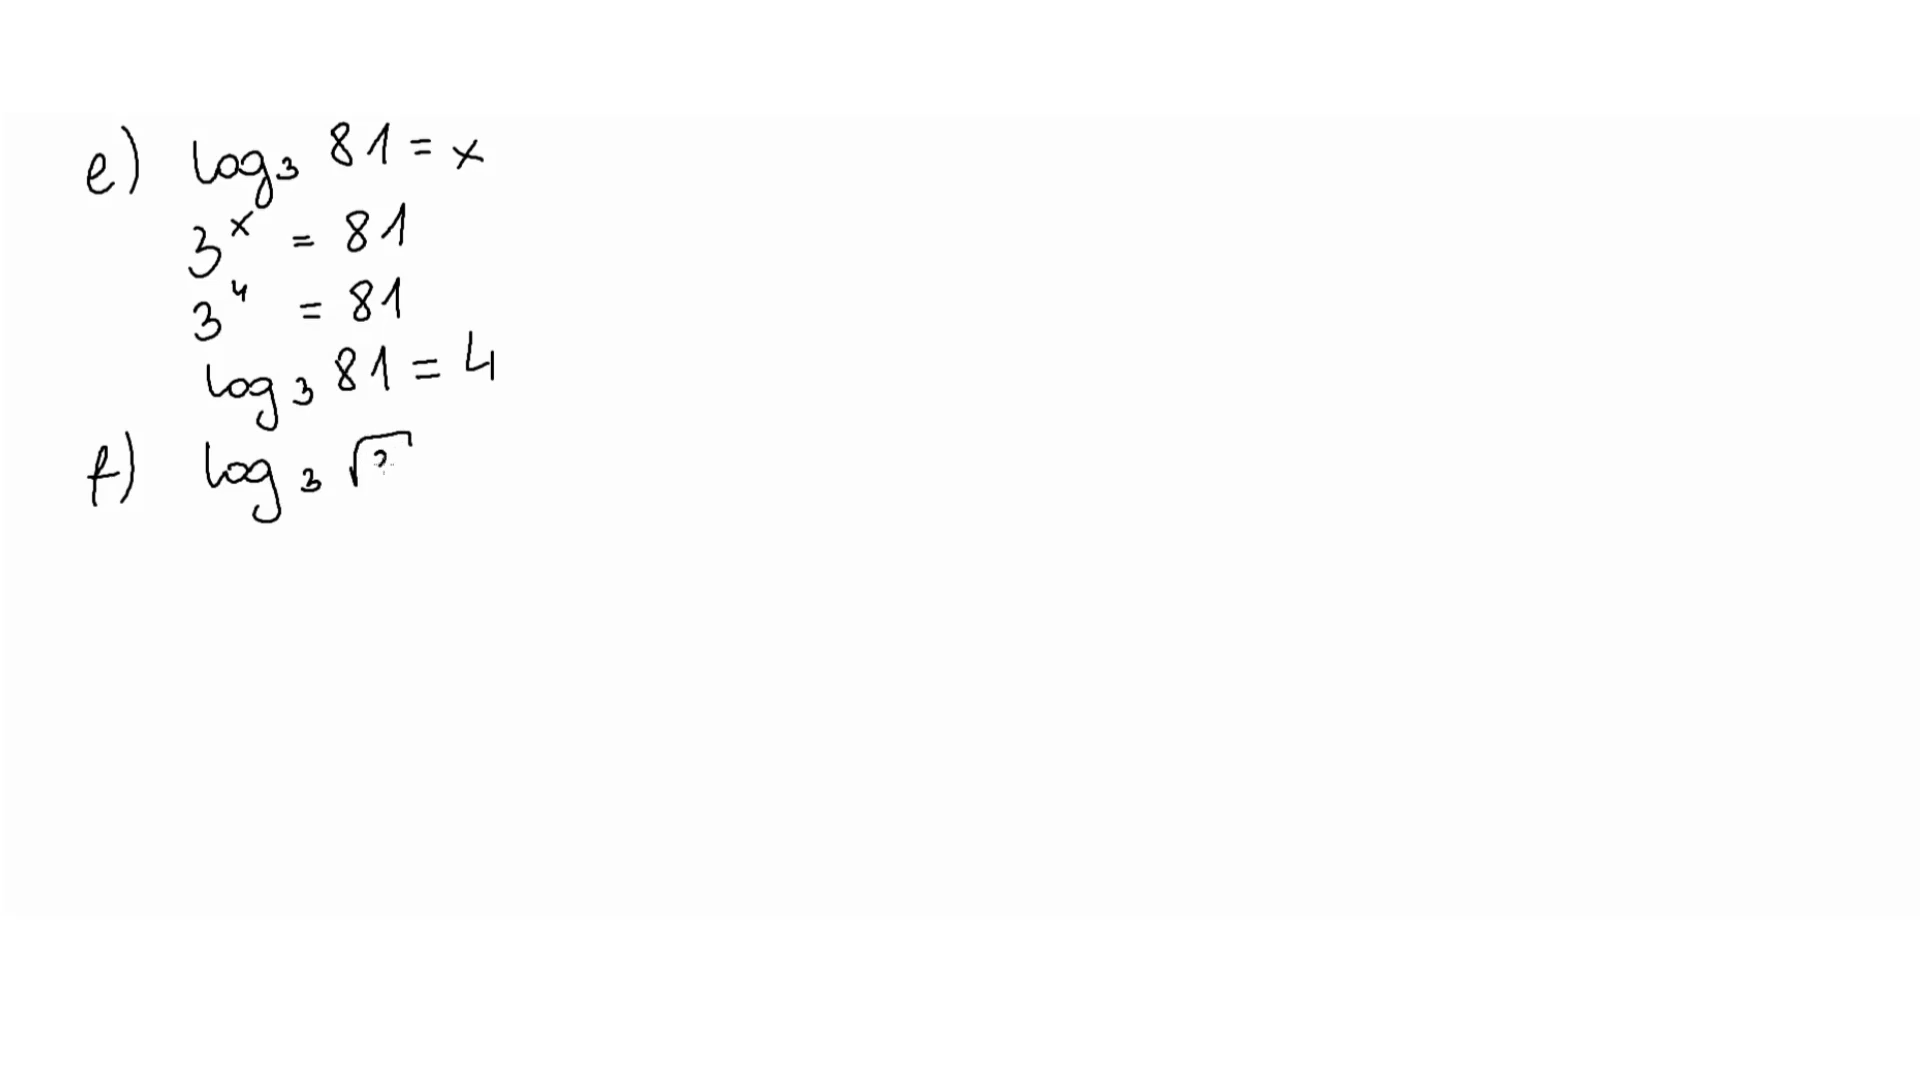 e) log₃ 81 = x
3ˣ = 81
3⁴ = 81
log₃ 81 = 4
f) log₃ √